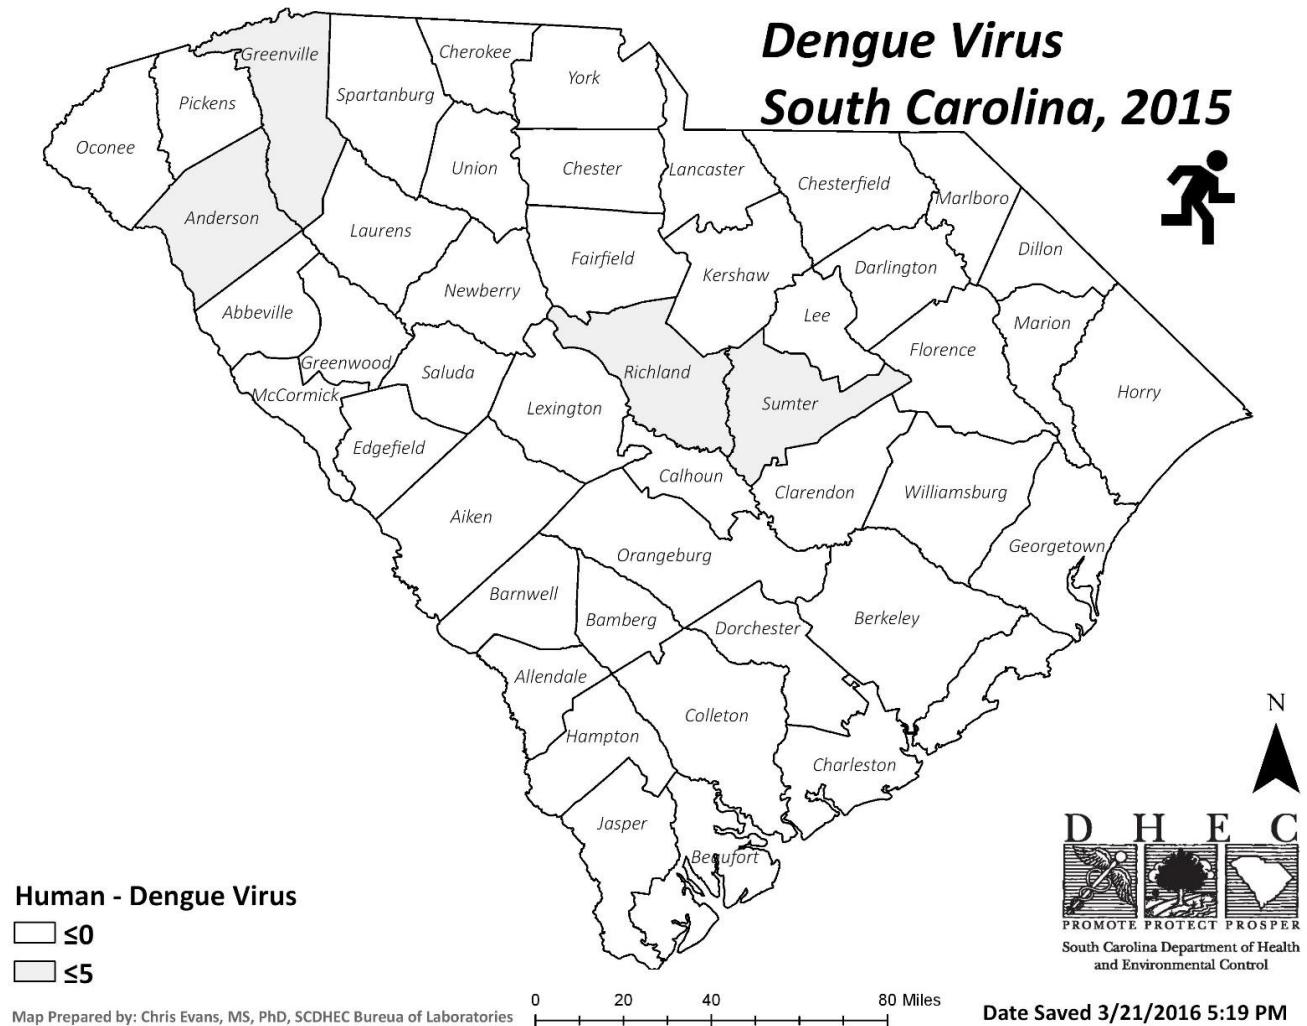 Dengue Virus
South Carolina, 2015
Greenville
Cherokee
York
Pickens
Spartanburg
Oconee
Union
Chester
Lancaster
Chesterfield
Marlboro
Anderson
Laurens
Dillon
Fairfield
Kershaw
Darlington
Newberry
Abbeville
Lee
Marion
Greenwood
Saluda
Richland
Florence
McCormick
Lexington
Sumter
Horry
Edgefield
Calhoun
Clarendon
Williamsburg
Aiken
Orangeburg
Georgetown
Barnwell
Bamberg
Dorchester
Berkeley
Allendale
Colleton
Hampton
Charleston
Jasper
Beaufort
N
D H E C
PROMOTE PROTECT PROSPER
South Carolina Department of Health
and Environmental Control
Human - Dengue Virus
≤0
≤5
Map Prepared by: Chris Evans, MS, PhD, SCDHEC Bureua of Laboratories
0 20 40 80 Miles
Date Saved 3/21/2016 5:19 PM